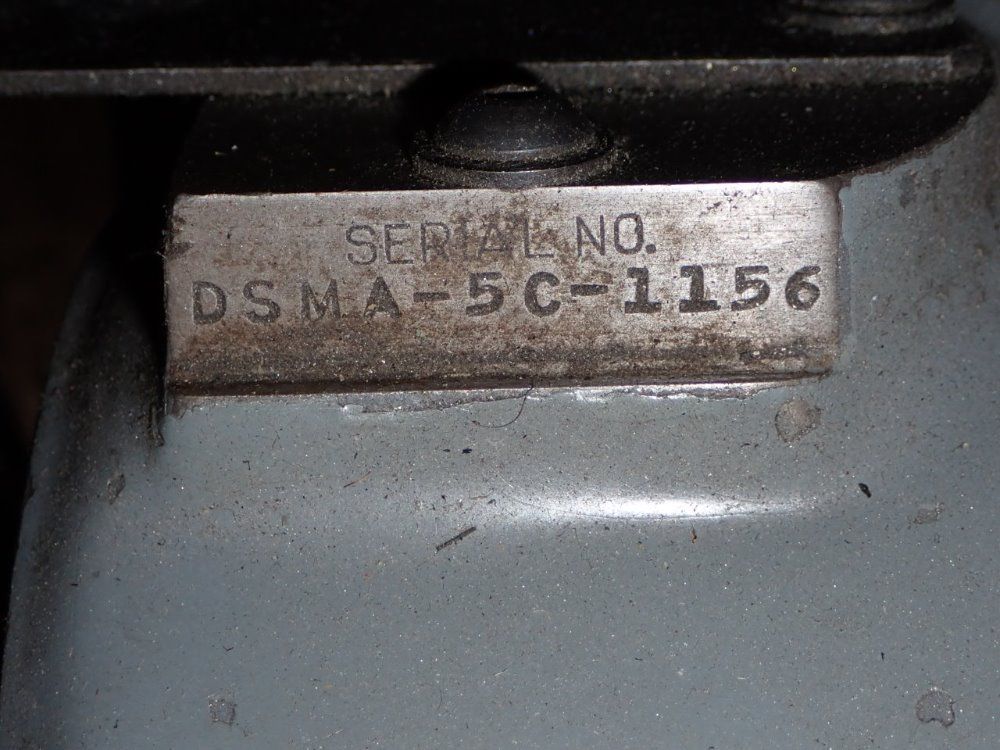 SERIAL NO.
DSMA-5C-1156